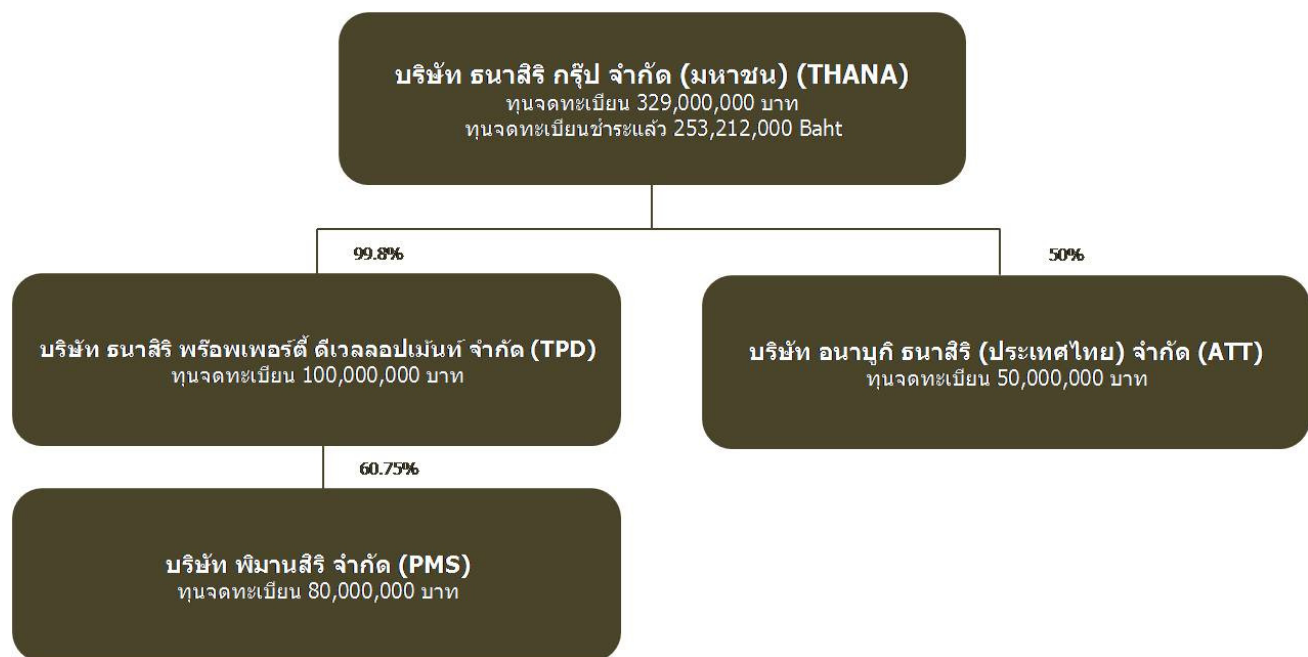 บริษัท ธนาสิริ กรุ๊ป จำกัด (มหาชน) (THANA)
ทุนจดทะเบียน 329,000,000 บาท
ทุนจดทะเบียนชำระแล้ว 253,212,000 Baht
99.8%
50%
บริษัท ธนาสิริ พร๊อพเพอร์ตี้ ดีเวลลอปเม้นท์ จำกัด (TPD)
ทุนจดทะเบียน 100,000,000 บาท
บริษัท อนาบูกิ ธนาสิริ (ประเทศไทย) จำกัด (ATT)
ทุนจดทะเบียน 50,000,000 บาท
60.75%
บริษัท พิมานสิริ จำกัด (PMS)
ทุนจดทะเบียน 80,000,000 บาท